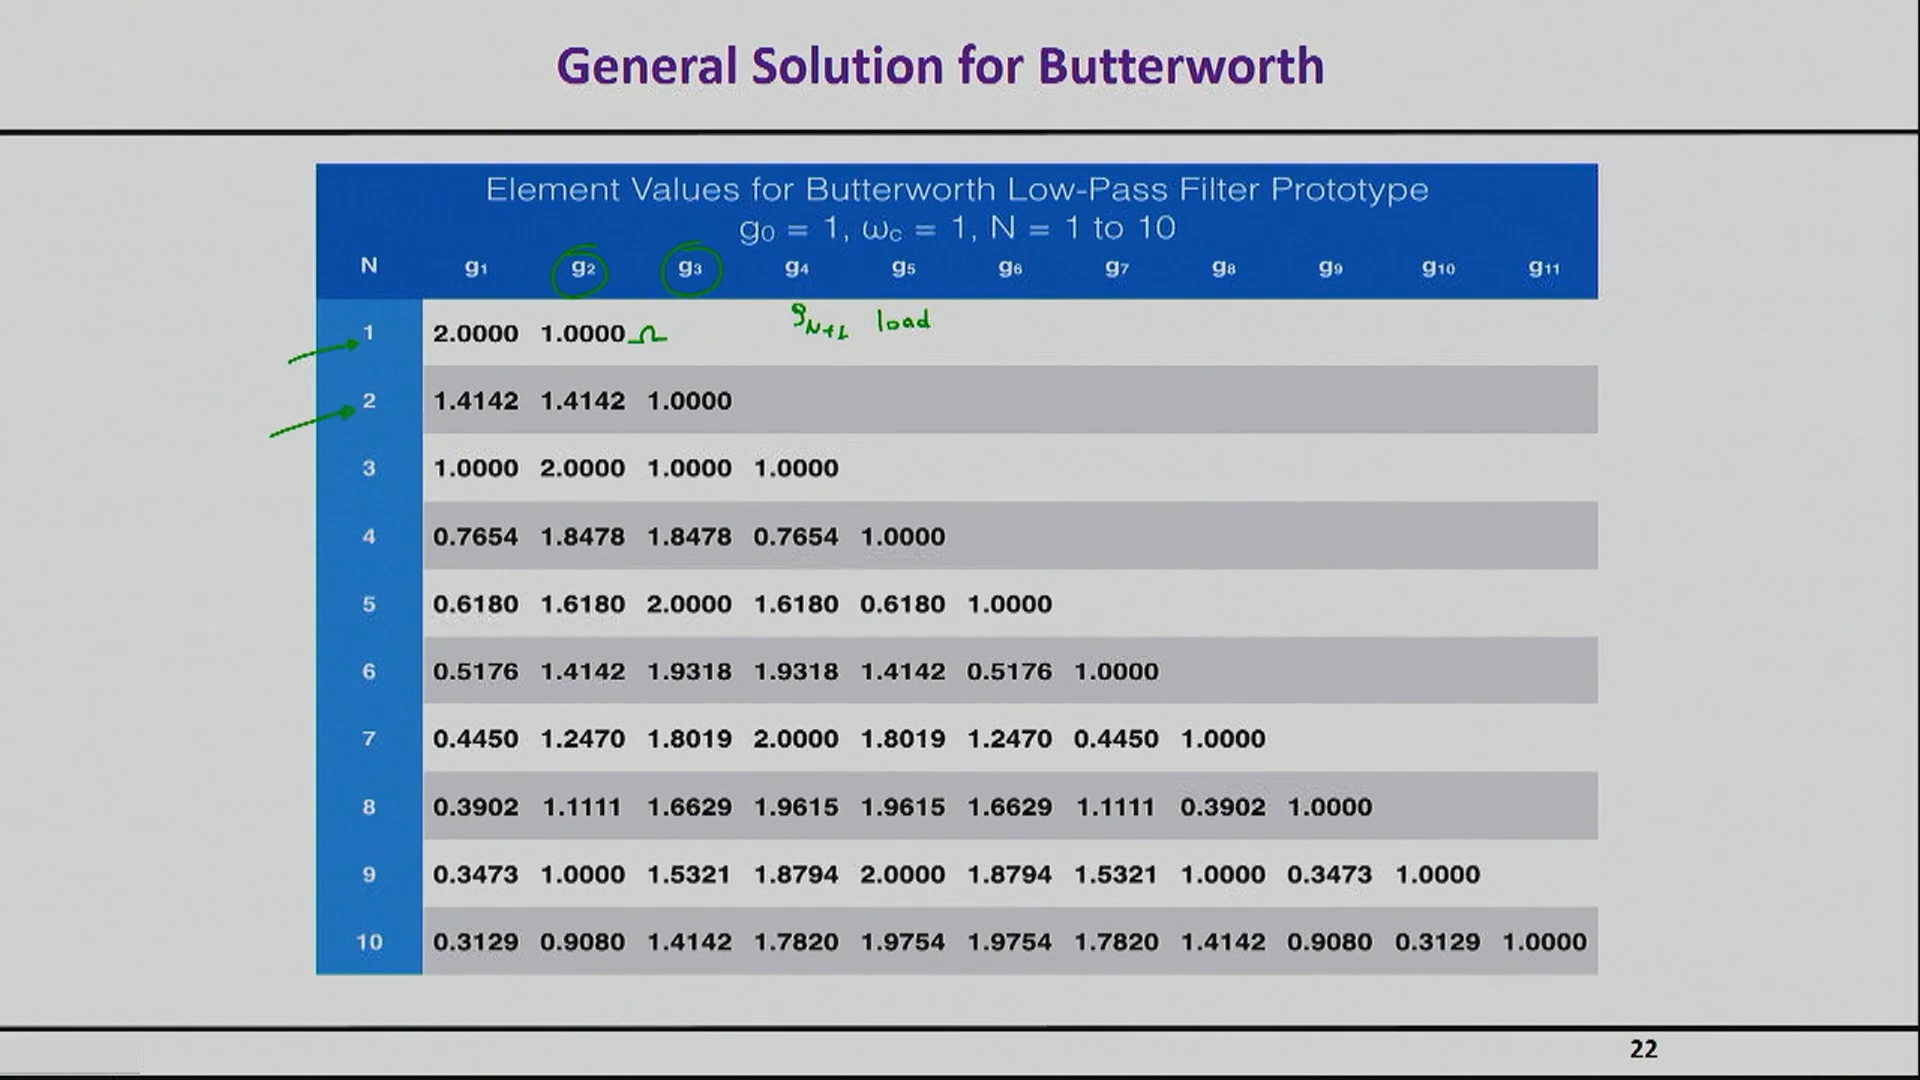 General Solution for Butterworth
Element Values for Butterworth Low-Pass Filter Prototype
g₀ = 1, ωc = 1, N = 1 to 10
N g₁ g₂ g₃ g₄ g₅ g₆ g₇ g₈ g₉ g₁₀ g₁₁
gN+1 load
1 2.0000 1.0000 Ω
2 1.4142 1.4142 1.0000
3 1.0000 2.0000 1.0000 1.0000
4 0.7654 1.8478 1.8478 0.7654 1.0000
5 0.6180 1.6180 2.0000 1.6180 0.6180 1.0000
6 0.5176 1.4142 1.9318 1.9318 1.4142 0.5176 1.0000
7 0.4450 1.2470 1.8019 2.0000 1.8019 1.2470 0.4450 1.0000
8 0.3902 1.1111 1.6629 1.9615 1.9615 1.6629 1.1111 0.3902 1.0000
9 0.3473 1.0000 1.5321 1.8794 2.0000 1.8794 1.5321 1.0000 0.3473 1.0000
10 0.3129 0.9080 1.4142 1.7820 1.9754 1.9754 1.7820 1.4142 0.9080 0.3129 1.0000
22